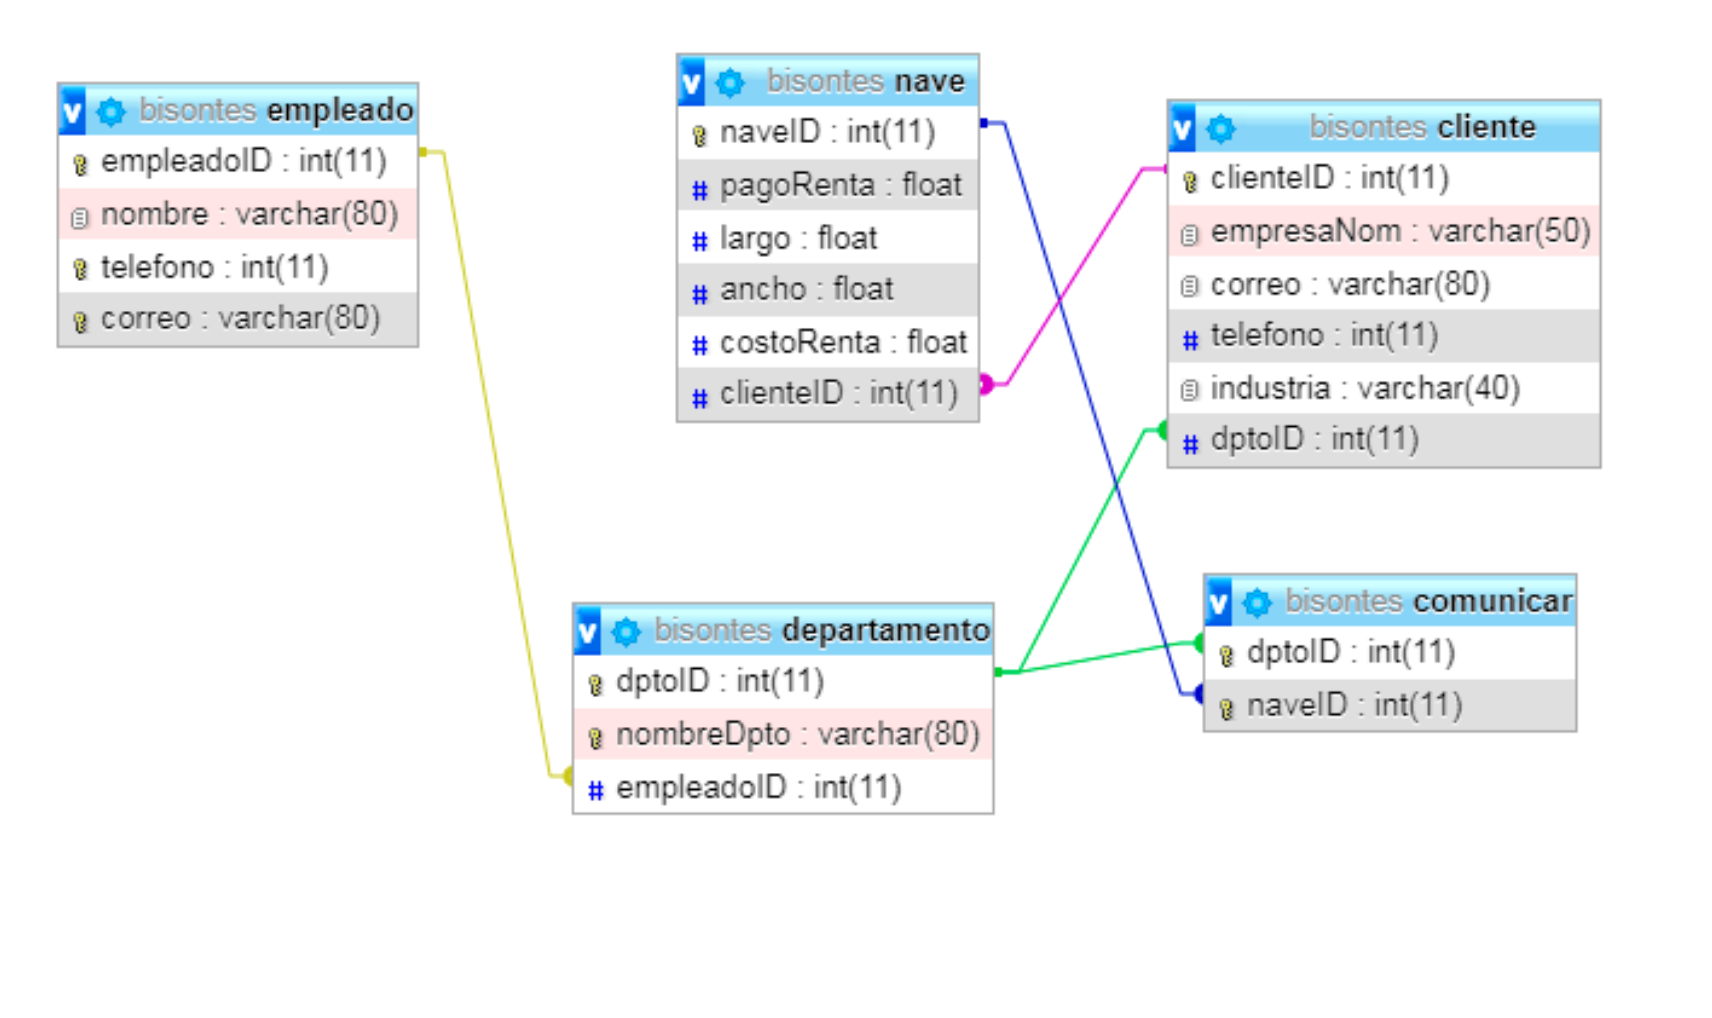 v bisontes empleado
empleadoID : int(11)
nombre : varchar(80)
telefono : int(11)
correo : varchar(80)
v bisontes nave
naveID : int(11)
# pagoRenta : float
# largo : float
# ancho : float
# costoRenta : float
# clienteID : int(11)
v bisontes cliente
clienteID : int(11)
empresaNom : varchar(50)
correo : varchar(80)
# telefono : int(11)
industria : varchar(40)
# dptoID : int(11)
v bisontes departamento
dptoID : int(11)
nombreDpto : varchar(80)
# empleadoID : int(11)
v bisontes comunicar
dptoID : int(11)
naveID : int(11)